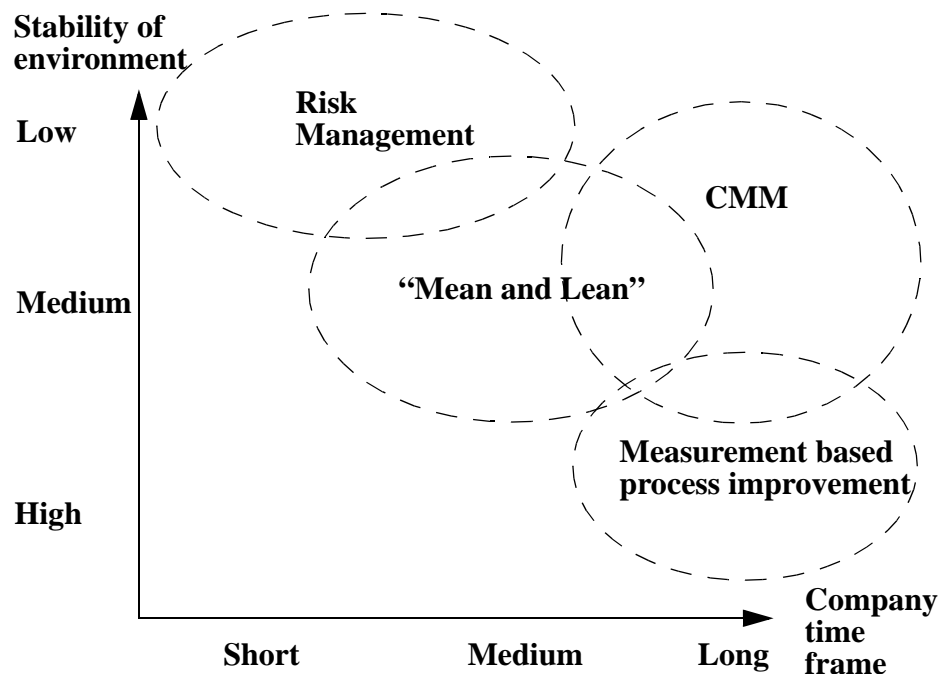 Stability of
environment
Risk
Management
Low
CMM
“Mean and Lean”
Medium
Measurement based
process improvement
High
Company
time
frame
Short
Medium
Long